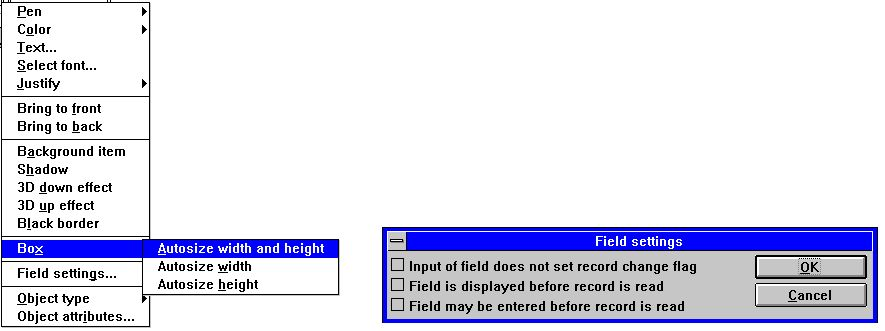 Pen
Color
Text...
Select font...
Justify
Bring to front
Bring to back
Background item
Shadow
3D down effect
3D up effect
Black border
Box
Field settings...
Object type
Object attributes...
Autosize width and height
Autosize width
Autosize height
Field settings
Input of field does not set record change flag
Field is displayed before record is read
Field may be entered before record is read
OK
Cancel